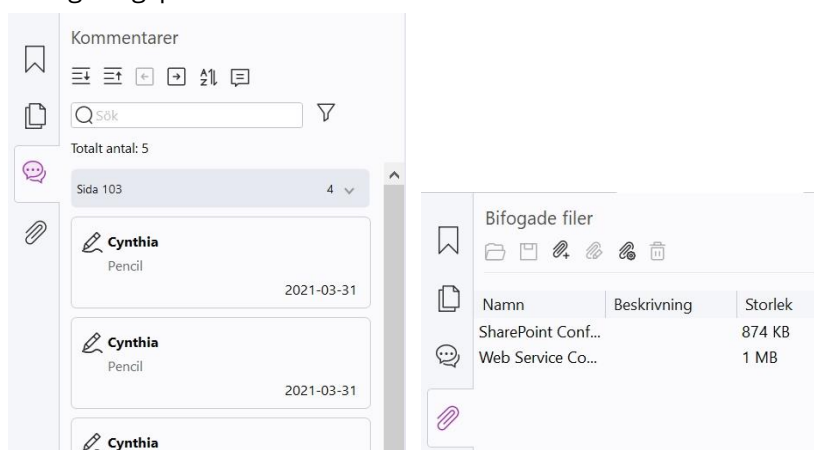 Kommentarer
Sök
Totalt antal: 5
Sida 103 4
Cynthia
Pencil
2021-03-31
Cynthia
Pencil
2021-03-31
Cynthia
Bifogade filer
Namn Beskrivning Storlek
SharePoint Conf... 874 KB
Web Service Co... 1 MB